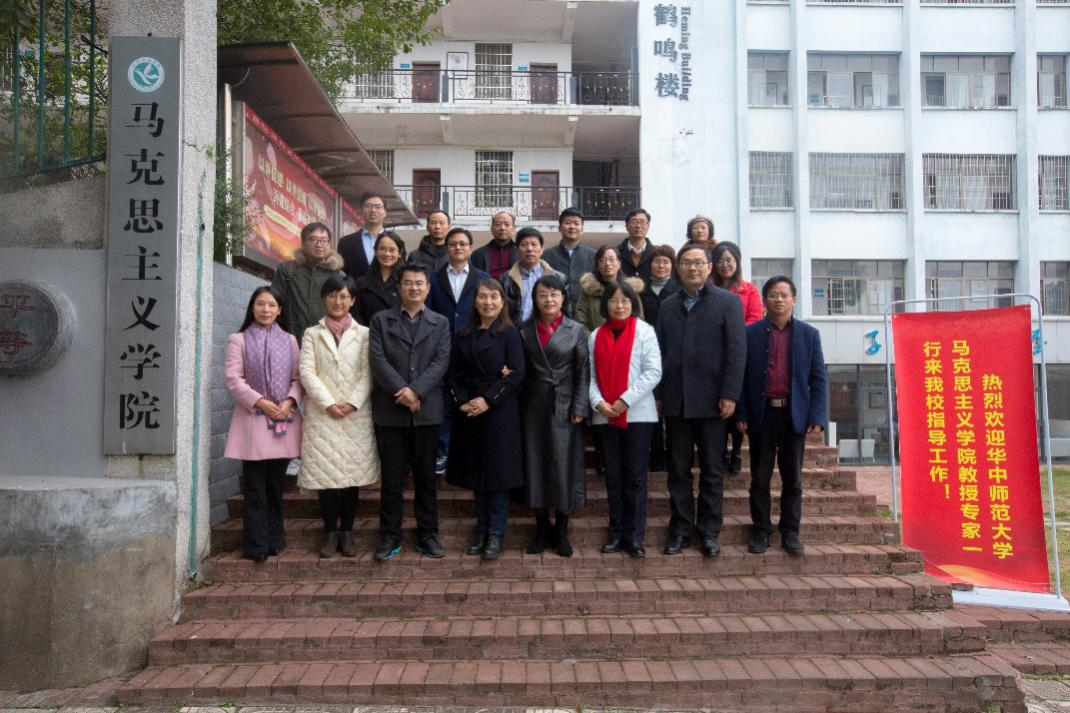 马克思主义学院
鹤鸣楼
Heming Building
热烈欢迎华中师范大学
马克思主义学院教授专家一
行来我校指导工作！